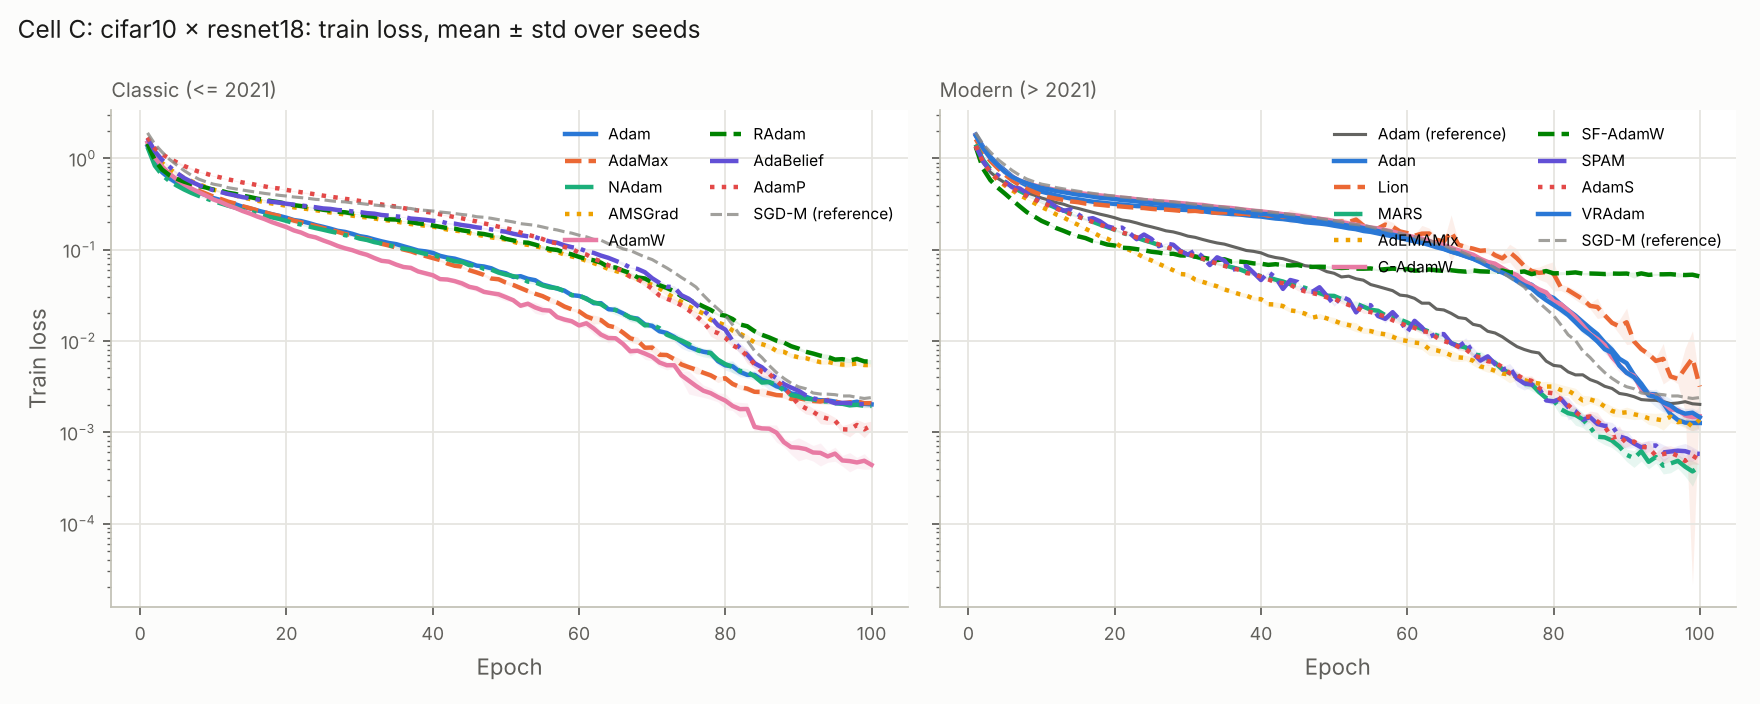 Cell C: cifar10 × resnet18: train loss, mean ± std over seeds
Classic (<= 2021)
Train loss
10⁰
10⁻¹
10⁻²
10⁻³
10⁻⁴
Adam
AdaMax
NAdam
AMSGrad
AdamW
RAdam
AdaBelief
AdamP
SGD-M (reference)
0 20 40 60 80 100
Epoch
Modern (> 2021)
Adam (reference)
Adan
Lion
MARS
AdEMAMix
C-AdamW
SF-AdamW
SPAM
AdamS
VRAdam
SGD-M (reference)
0 20 40 60 80 100
Epoch